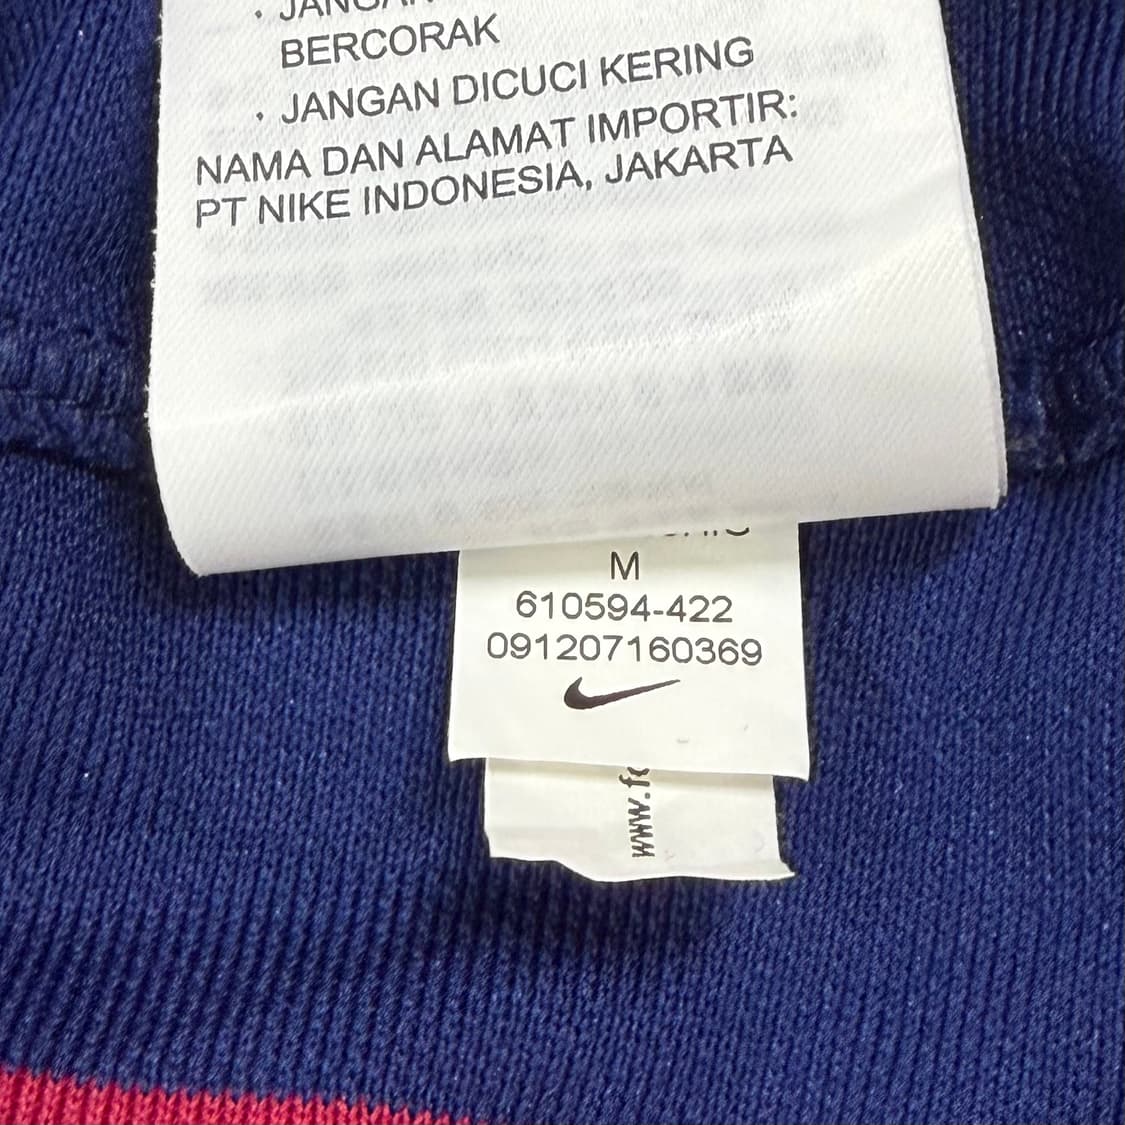 BERCORAK
. JANGAN DICUCI KERING
NAMA DAN ALAMAT IMPORTIR:
PT NIKE INDONESIA, JAKARTA
M
610594-422
091207160369